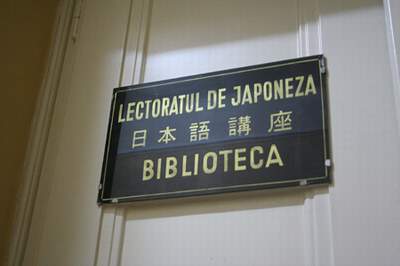 LECTORATUL DE JAPONEZA
日本語講座
BIBLIOTECA